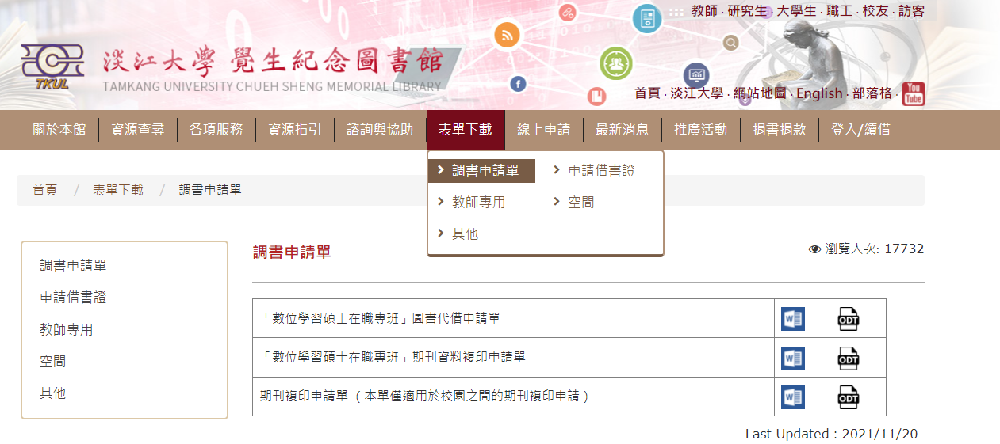 教師 · 研究生 · 大學生 · 職工 · 校友 · 訪客
TKUL
淡江大學 覺生紀念圖書館
TAMKANG UNIVERSITY CHUEH SHENG MEMORIAL LIBRARY
首頁 · 淡江大學 · 網站地圖 · English · 部落格 · You Tube
關於本館 資源查尋 各項服務 資源指引 諮詢與協助 表單下載 線上申請 最新消息 推廣活動 捐書捐款 登入/續借
調書申請單 申請借書證
教師專用 空間
其他
首頁 / 表單下載 / 調書申請單
調書申請單
申請借書證
教師專用
空間
其他
調書申請單
瀏覽人次: 17732
「數位學習碩士在職專班」圖書代借申請單 W ODT
「數位學習碩士在職專班」期刊資料複印申請單 W ODT
期刊複印申請單 （本單僅適用於校園之間的期刊複印申請） W ODT
Last Updated : 2021/11/20